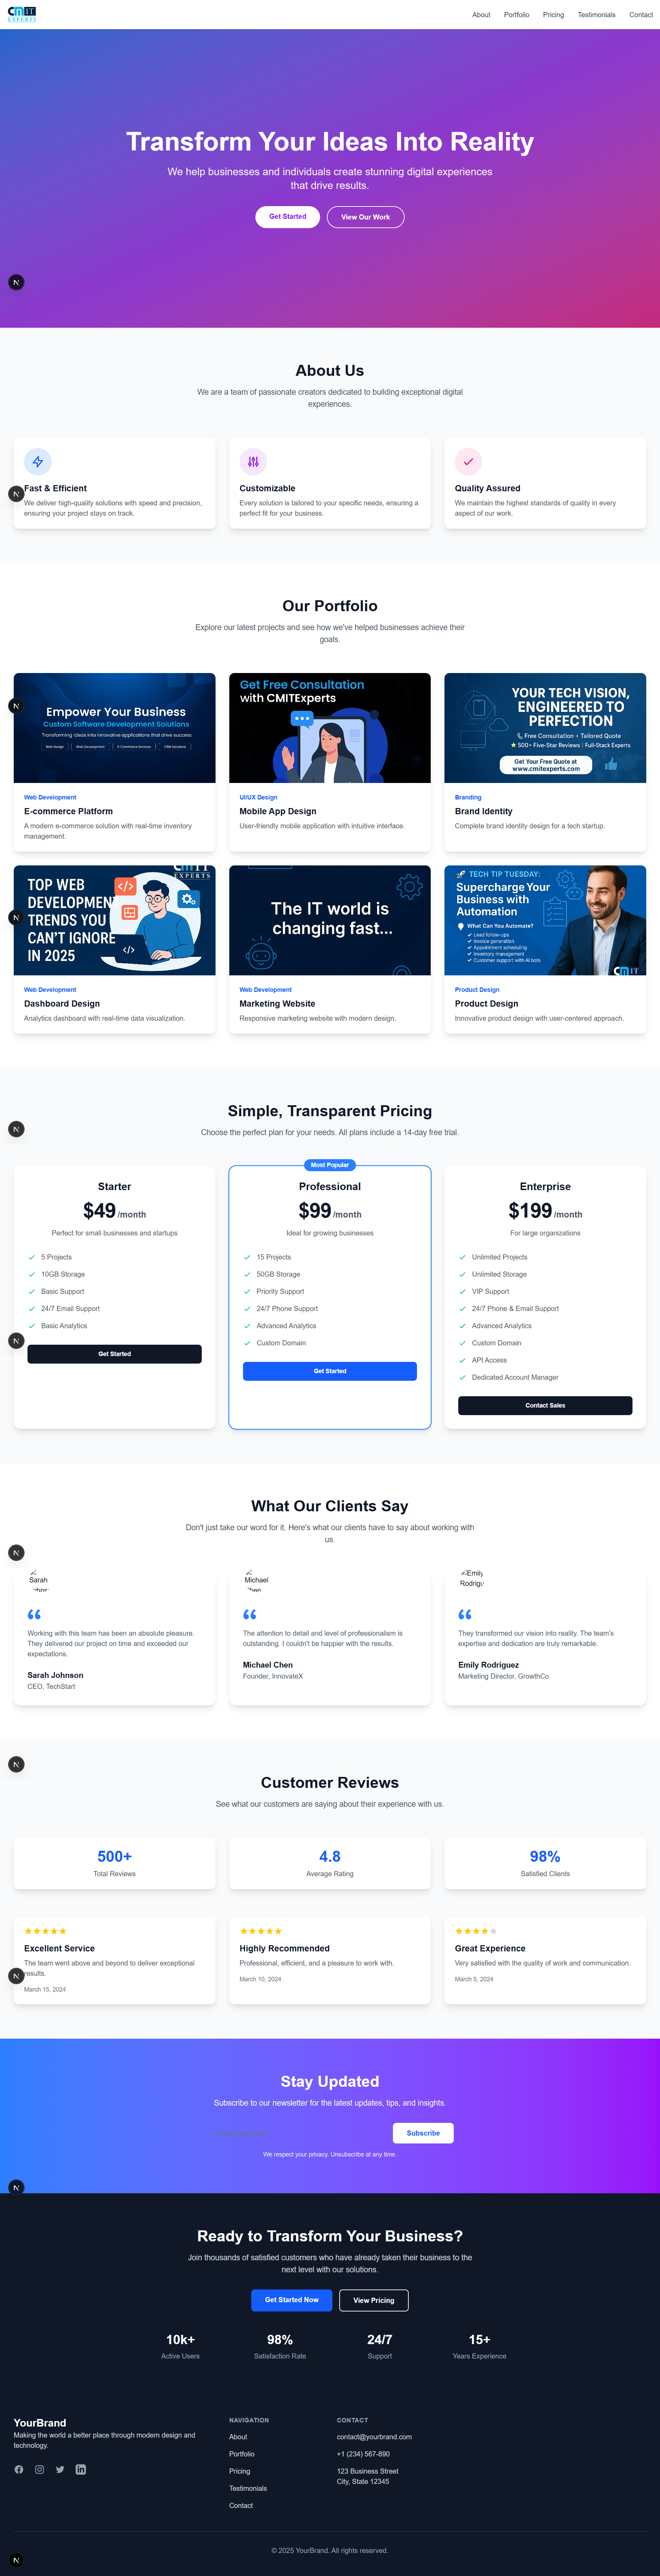 CMIT
EXPERTS
About
Portfolio
Pricing
Testimonials
Contact
Transform Your Ideas Into Reality
We help businesses and individuals create stunning digital experiences
that drive results.
Get Started
View Our Work
N
About Us
We are a team of passionate creators dedicated to building exceptional digital
experiences.
Fast & Efficient
We deliver high-quality solutions with speed and precision,
ensuring your project stays on track.
Customizable
Every solution is tailored to your specific needs, ensuring a
perfect fit for your business.
Quality Assured
We maintain the highest standards of quality in every
aspect of our work.
N
Our Portfolio
Explore our latest projects and see how we've helped businesses achieve their
goals.
N
Empower Your Business
Custom Software Development Solutions
Transforming ideas into innovative applications that drive success
Web Design
Web Development
E-Commerce Services
CRM Solutions
Web Development
E-commerce Platform
A modern e-commerce solution with real-time inventory
management.
Get Free Consultation
with CMITExperts
UI/UX Design
Mobile App Design
User-friendly mobile application with intuitive interface.
YOUR TECH VISION,
ENGINEERED TO
PERFECTION
Free Consultation • Tailored Quote
500+ Five-Star Reviews | Full-Stack Experts
Get Your Free Quote at
www.cmitexperts.com
Branding
Brand Identity
Complete brand identity design for a tech startup.
N
CMIT
EXPERTS
TOP WEB
DEVELOPMENT
TRENDS YOU
CAN'T IGNORE
IN 2025
</>
</>
Web Development
Dashboard Design
Analytics dashboard with real-time data visualization.
The IT world is
changing fast...
Web Development
Marketing Website
Responsive marketing website with modern design.
TECH TIP TUESDAY:
Supercharge Your
Business with
Automation
What Can You Automate?
Lead follow-ups
Invoice generation
Appointment scheduling
Inventory management
Customer support with AI bots
CMIT
Product Design
Product Design
Innovative product design with user-centered approach.
Simple, Transparent Pricing
Choose the perfect plan for your needs. All plans include a 14-day free trial.
N
Starter
$49/month
Perfect for small businesses and startups
5 Projects
10GB Storage
Basic Support
24/7 Email Support
Basic Analytics
Get Started
Most Popular
Professional
$99/month
Ideal for growing businesses
15 Projects
50GB Storage
Priority Support
24/7 Phone Support
Advanced Analytics
Custom Domain
Get Started
Enterprise
$199/month
For large organizations
Unlimited Projects
Unlimited Storage
VIP Support
24/7 Phone & Email Support
Advanced Analytics
Custom Domain
API Access
Dedicated Account Manager
Contact Sales
N
What Our Clients Say
Don't just take our word for it. Here's what our clients have to say about working with
us.
N
Sarah
Working with this team has been an absolute pleasure.
They delivered our project on time and exceeded our
expectations.
Sarah Johnson
CEO, TechStart
Michael
Chen
The attention to detail and level of professionalism is
outstanding. I couldn't be happier with the results.
Michael Chen
Founder, InnovateX
Emily
Rodrigu
They transformed our vision into reality. The team's
expertise and dedication are truly remarkable.
Emily Rodriguez
Marketing Director, GrowthCo
N
Customer Reviews
See what our customers are saying about their experience with us.
500+
Total Reviews
4.8
Average Rating
98%
Satisfied Clients
Excellent Service
The team went above and beyond to deliver exceptional
results.
March 15, 2024
Highly Recommended
Professional, efficient, and a pleasure to work with.
March 10, 2024
Great Experience
Very satisfied with the quality of work and communication.
March 5, 2024
N
Stay Updated
Subscribe to our newsletter for the latest updates, tips, and insights.
Subscribe
We respect your privacy. Unsubscribe at any time.
N
Ready to Transform Your Business?
Join thousands of satisfied customers who have already taken their business to the
next level with our solutions.
Get Started Now
View Pricing
10k+
Active Users
98%
Satisfaction Rate
24/7
Support
15+
Years Experience
YourBrand
Making the world a better place through modern design and
technology.
NAVIGATION
About
Portfolio
Pricing
Testimonials
Contact
CONTACT
contact@yourbrand.com
+1 (234) 567-890
123 Business Street
City, State 12345
© 2025 YourBrand. All rights reserved.
N